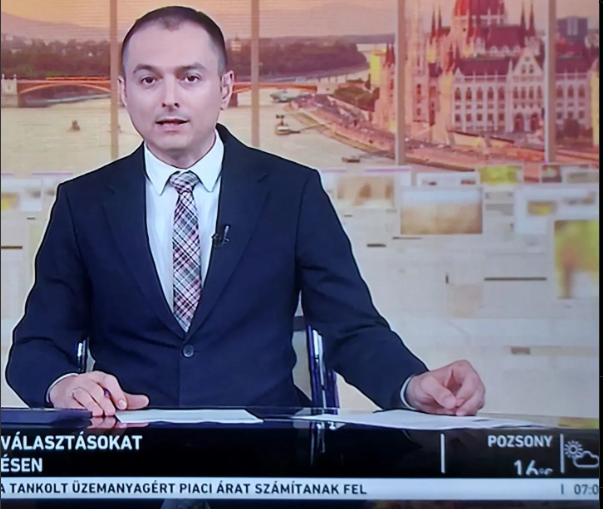 VÁLASZTÁSOKAT
ÉSEN
POZSONY
A TANKOLT ÜZEMANYAGÉRT PIACI ÁRAT SZÁMÍTANAK FEL
07:0